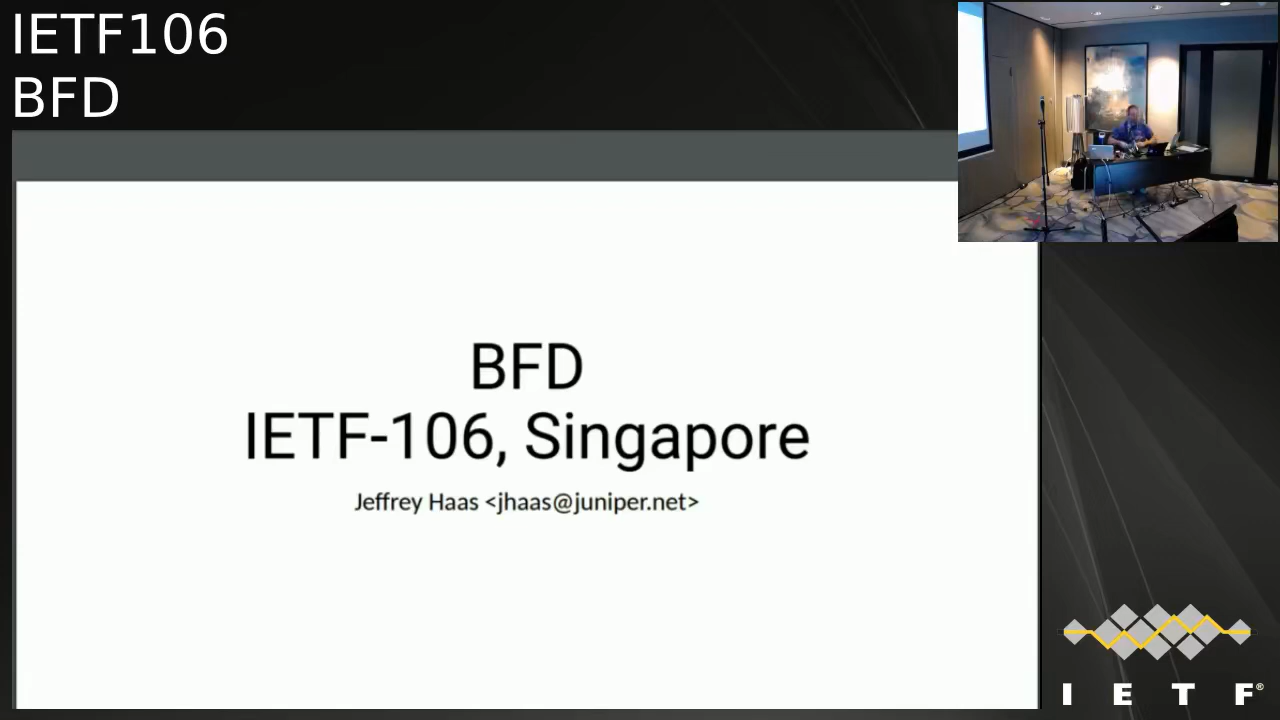 IETF106
BFD
BFD
IETF-106, Singapore
Jeffrey Haas <jhaas@juniper.net>
I E T F®